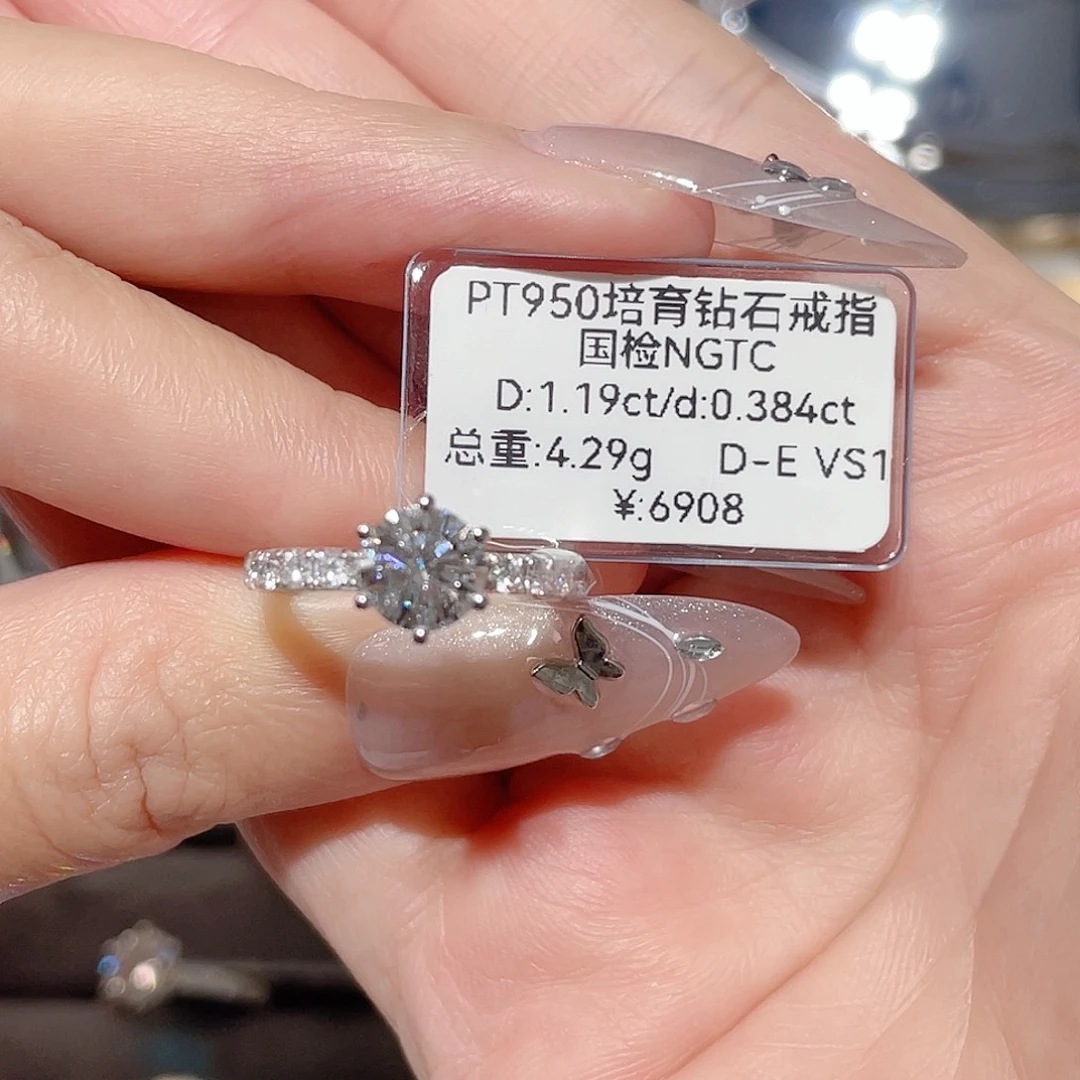 PT950培育钻石戒指
国检NGTC
D:1.19ct/d:0.384ct
总重:4.29g D-E VS1
¥:6908